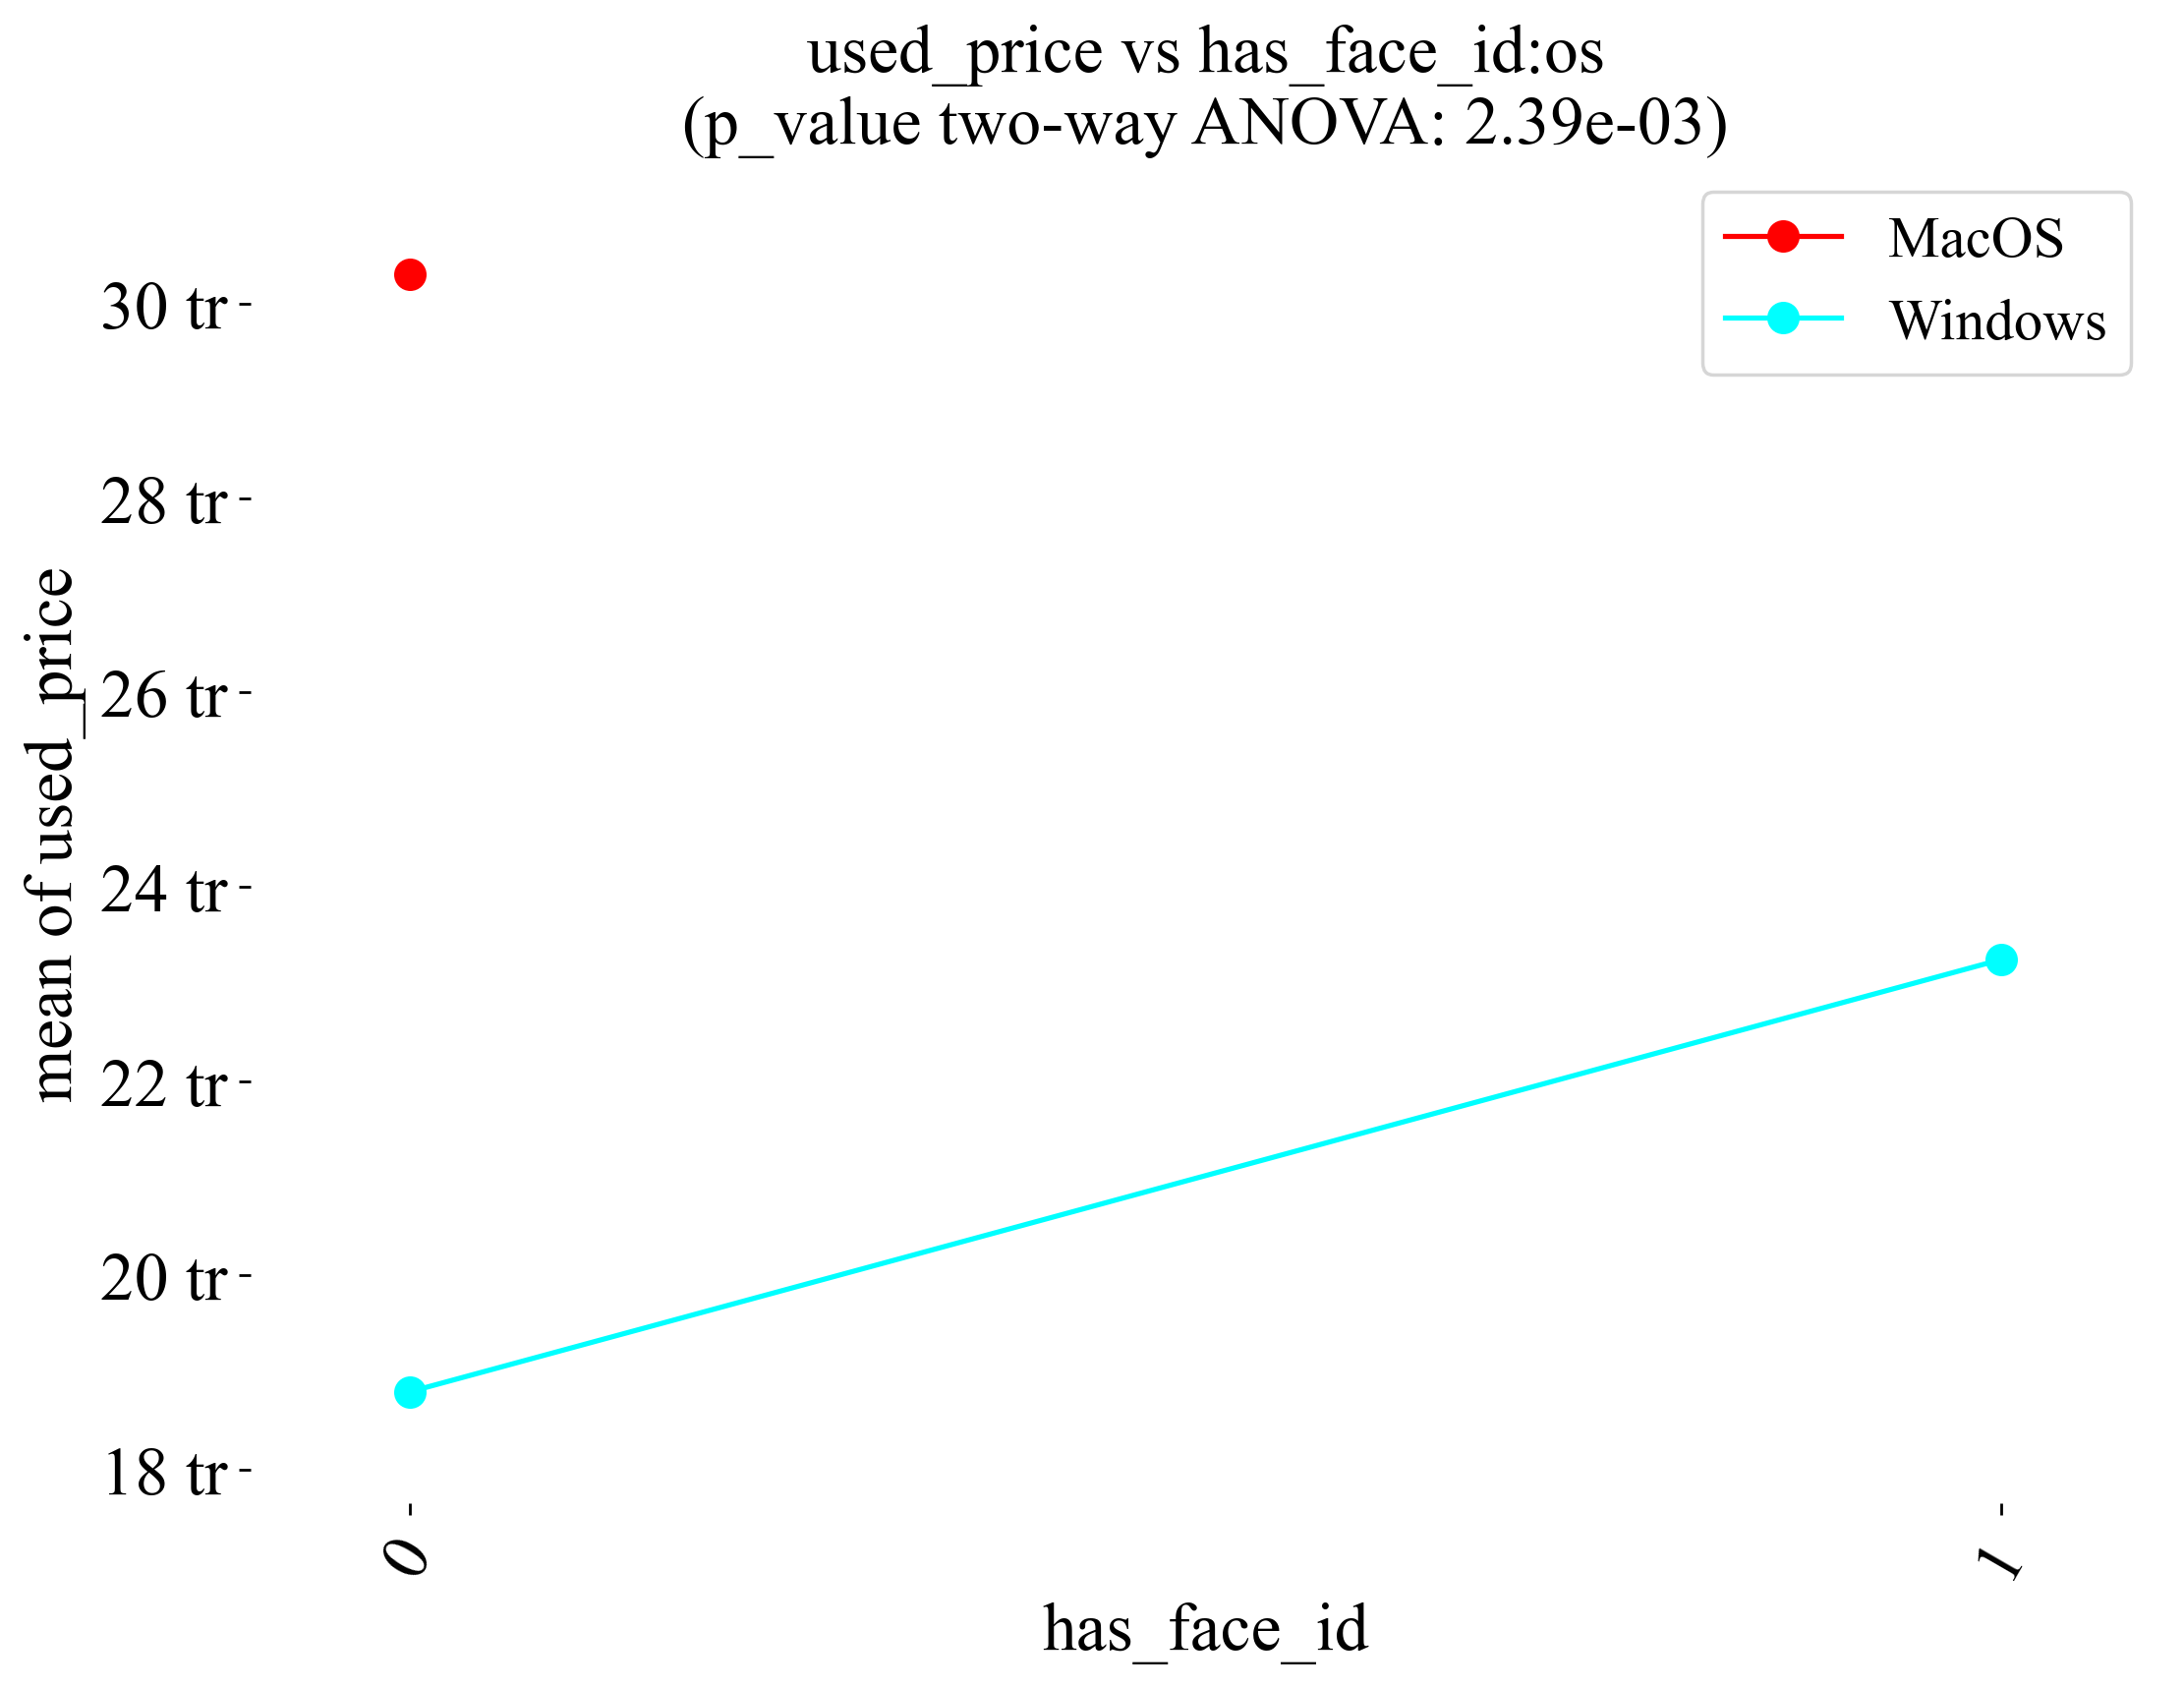 used_price vs has_face_id:os
(p_value two-way ANOVA: 2.39e-03)
MacOS
Windows
30 tr
28 tr
26 tr
24 tr
22 tr
20 tr
18 tr
mean of used_price
0
1
has_face_id